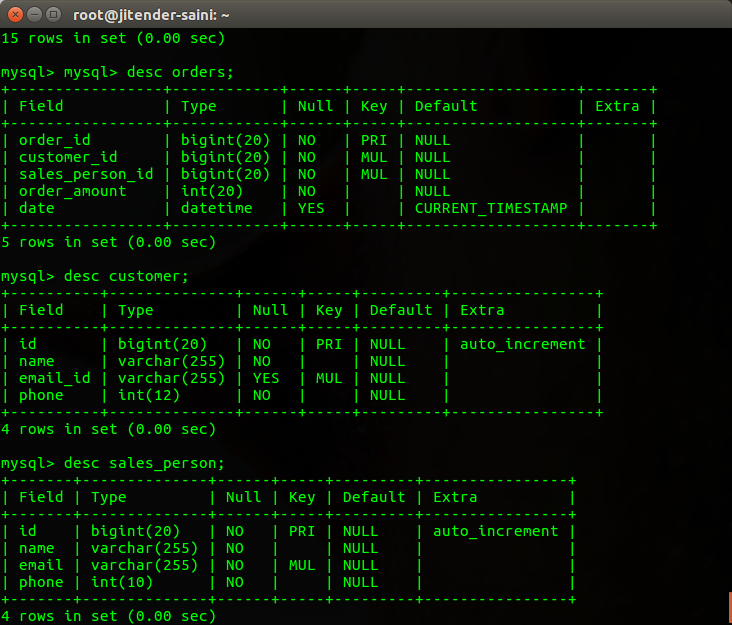 root@jitender-saini: ~
15 rows in set (0.00 sec)
mysql> mysql> desc orders;
+-----------------+------------+------+-----+-------------------+-------+
| Field           | Type       | Null | Key | Default           | Extra |
+-----------------+------------+------+-----+-------------------+-------+
| order_id        | bigint(20) | NO   | PRI | NULL              |       |
| customer_id     | bigint(20) | NO   | MUL | NULL              |       |
| sales_person_id | bigint(20) | NO   | MUL | NULL              |       |
| order_amount    | int(20)    | NO   |     | NULL              |       |
| date            | datetime   | YES  |     | CURRENT_TIMESTAMP |       |
+-----------------+------------+------+-----+-------------------+-------+
5 rows in set (0.00 sec)
mysql> desc customer;
+----------+--------------+------+-----+---------+----------------+
| Field    | Type         | Null | Key | Default | Extra          |
+----------+--------------+------+-----+---------+----------------+
| id       | bigint(20)   | NO   | PRI | NULL    | auto_increment |
| name     | varchar(255) | NO   |     | NULL    |                |
| email_id | varchar(255) | YES  | MUL | NULL    |                |
| phone    | int(12)      | NO   |     | NULL    |                |
+----------+--------------+------+-----+---------+----------------+
4 rows in set (0.00 sec)
mysql> desc sales_person;
+-------+--------------+------+-----+---------+----------------+
| Field | Type         | Null | Key | Default | Extra          |
+-------+--------------+------+-----+---------+----------------+
| id    | bigint(20)   | NO   | PRI | NULL    | auto_increment |
| name  | varchar(255) | NO   |     | NULL    |                |
| email | varchar(255) | NO   | MUL | NULL    |                |
| phone | int(10)      | NO   |     | NULL    |                |
+-------+--------------+------+-----+---------+----------------+
4 rows in set (0.00 sec)